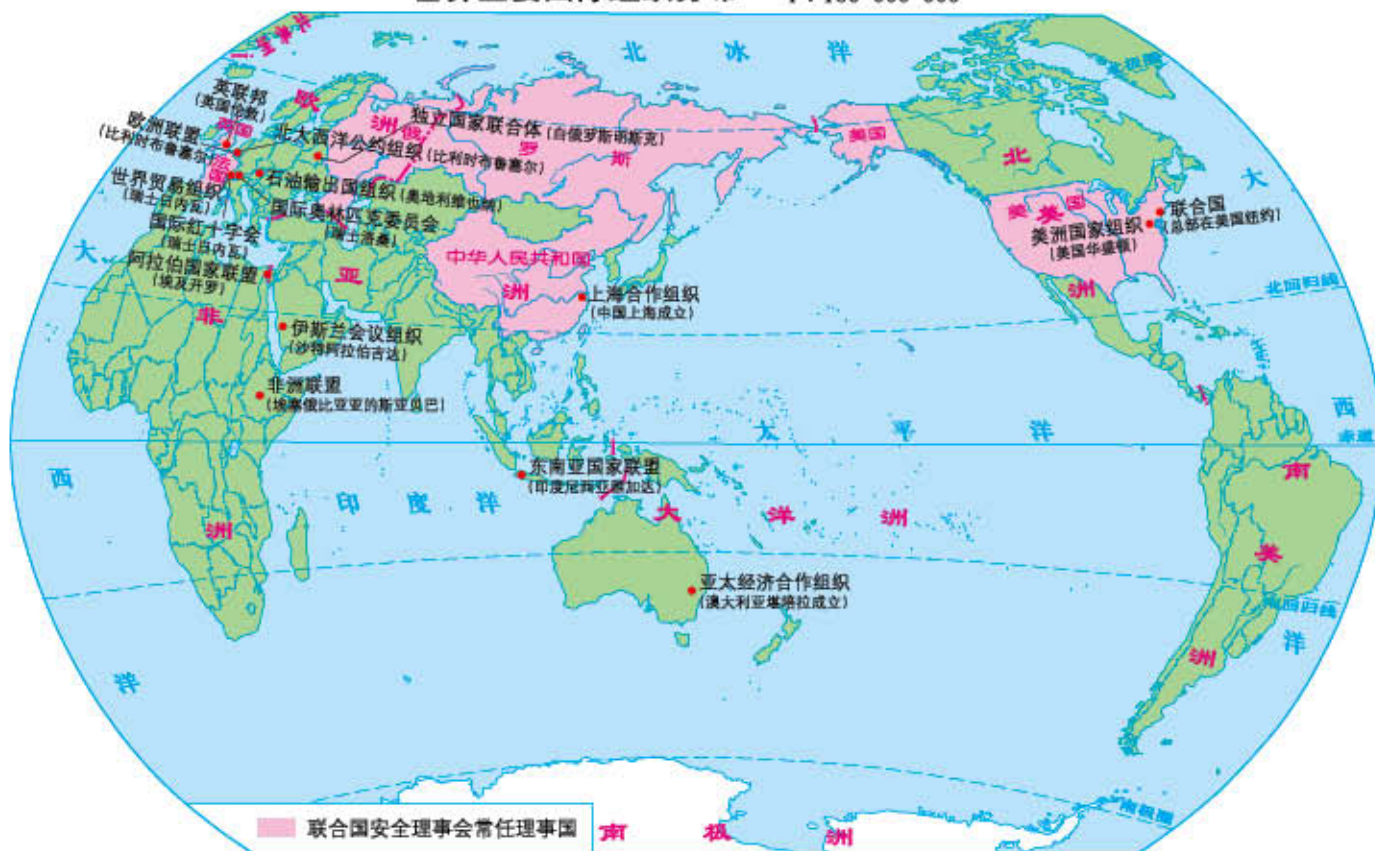 北 冰 洋
北极圈
英联邦
(英国伦敦)
欧洲联盟
(比利时布鲁塞尔)
英国
法国
欧
洲
俄
罗
斯
独立国家联合体 (白俄罗斯明斯克)
北大西洋公约组织 (比利时布鲁塞尔)
石油输出国组织 (奥地利维也纳)
世界贸易组织
(瑞士日内瓦)
国际奥林匹克委员会
(瑞士洛桑)
国际红十字会
(瑞士日内瓦)
阿拉伯国家联盟
(埃及开罗)
亚
洲
中华人民共和国
上海合作组织
(中国上海成立)
伊斯兰会议组织
(沙特阿拉伯吉达)
非
洲
非洲联盟
(埃塞俄比亚亚的斯亚贝巴)
美国
北
美
洲
美 国
联合国
(总部在美国纽约)
美洲国家组织
(美国华盛顿)
大
西
洋
北回归线
太 平 洋
赤道
大
西
洋
印 度 洋
东南亚国家联盟
(印度尼西亚雅加达)
大 洋 洲
亚太经济合作组织
(澳大利亚堪培拉成立)
南
美
洲
南回归线
南极圈
联合国安全理事会常任理事国
南 极 洲